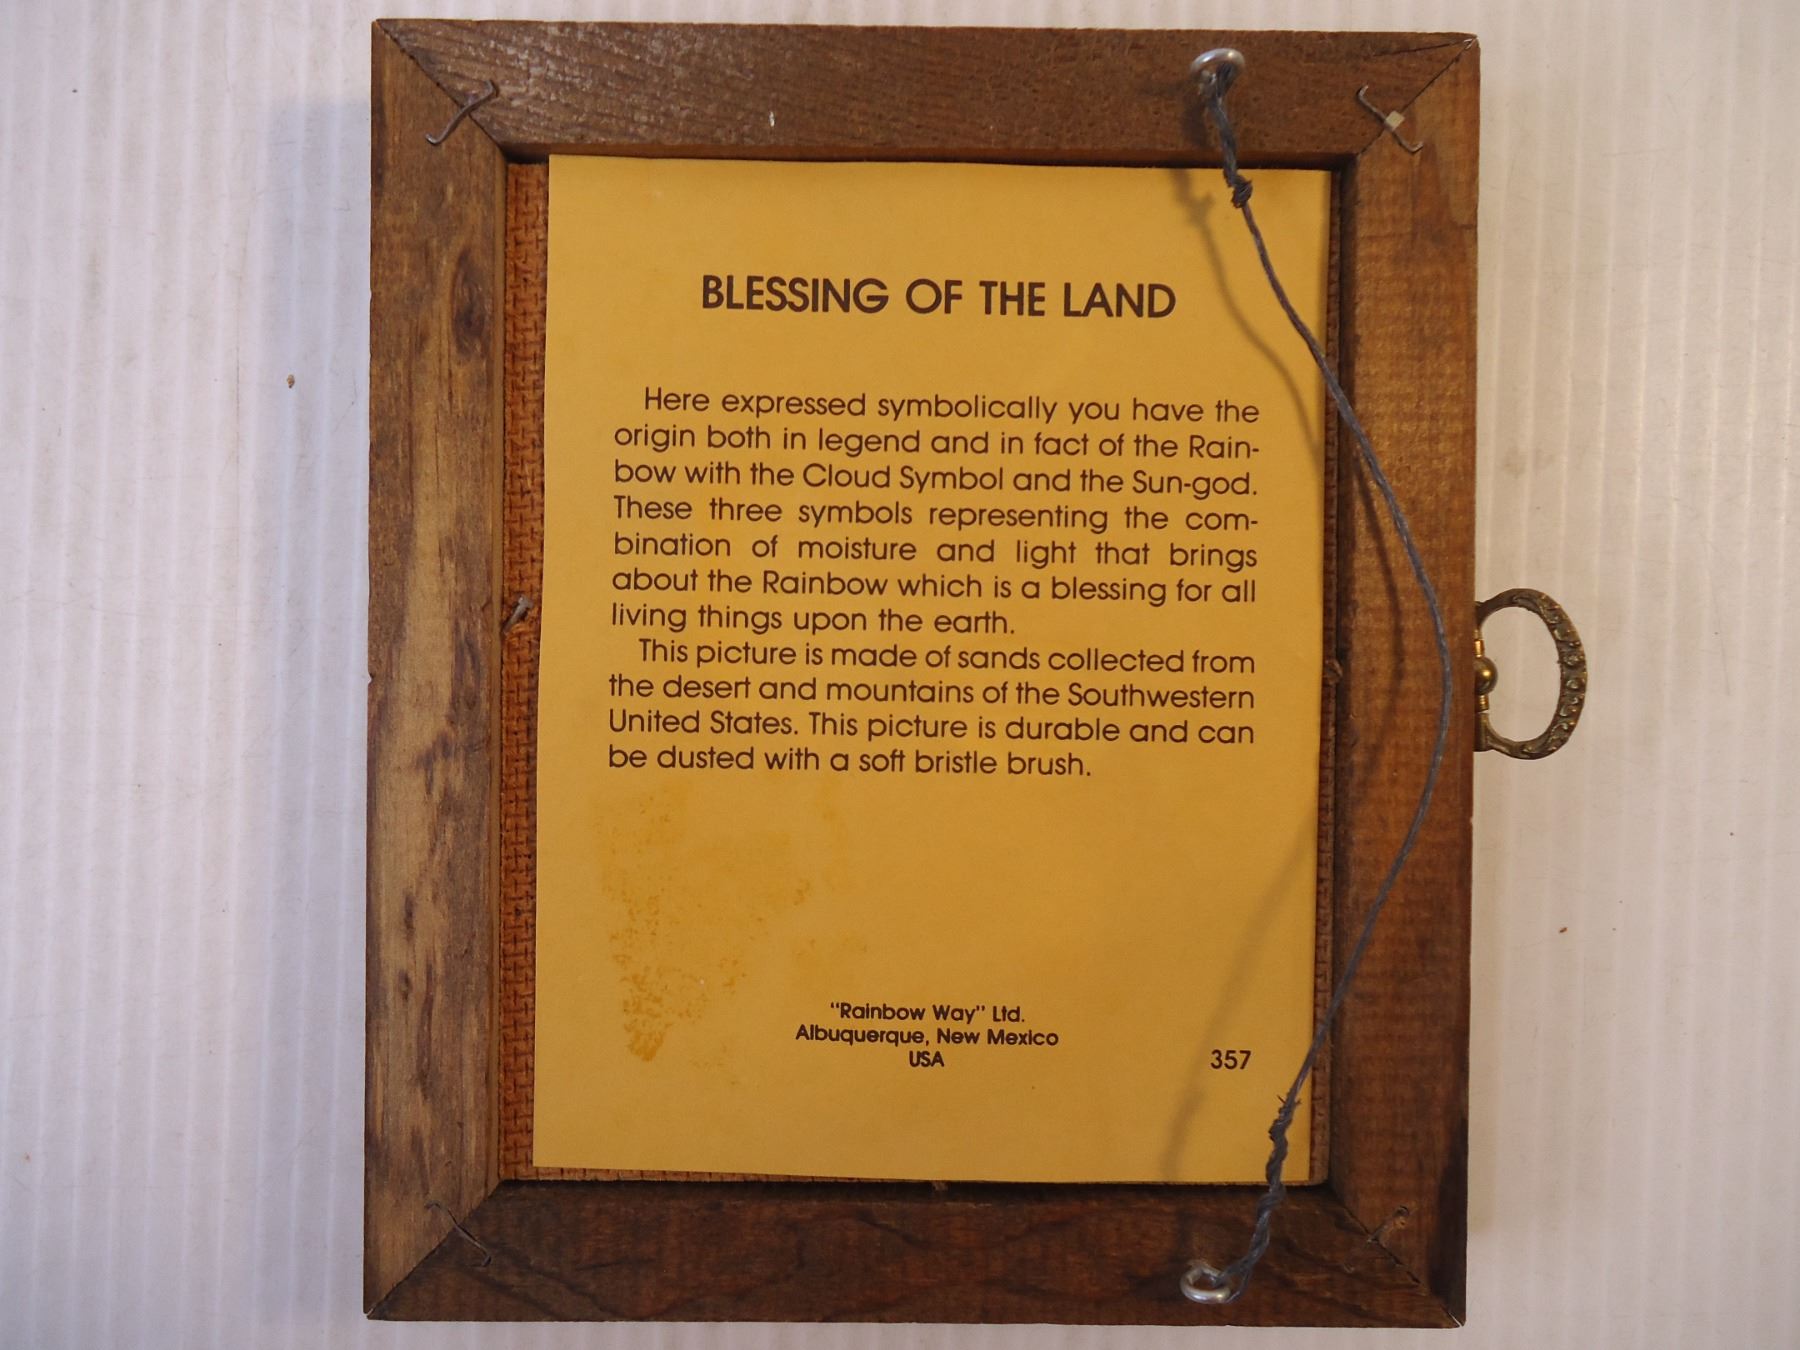 BLESSING OF THE LAND
Here expressed symbolically you have the
origin both in legend and in fact of the Rain-
bow with the Cloud Symbol and the Sun-god.
These three symbols representing the com-
bination of moisture and light that brings
about the Rainbow which is a blessing for all
living things upon the earth.
This picture is made of sands collected from
the desert and mountains of the Southwestern
United States. This picture is durable and can
be dusted with a soft bristle brush.
"Rainbow Way" Ltd.
Albuquerque, New Mexico
USA
357